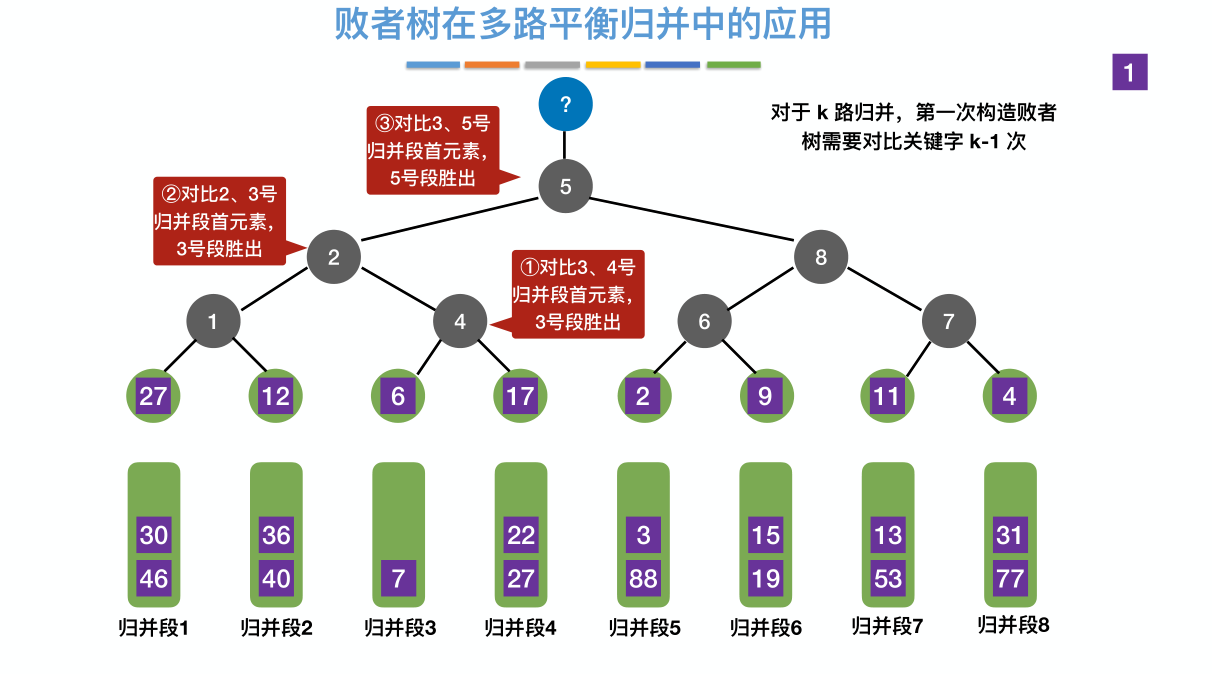 败者树在多路平衡归并中的应用
1
?
对于 k 路归并，第一次构造败者
树需要对比关键字 k-1 次
③对比3、5号
归并段首元素，
5号段胜出
5
②对比2、3号
归并段首元素，
3号段胜出
2
8
①对比3、4号
归并段首元素，
3号段胜出
1
4
6
7
27
12
6
17
2
9
11
4
30
36
22
3
15
13
31
46
40
7
27
88
19
53
77
归并段1
归并段2
归并段3
归并段4
归并段5
归并段6
归并段7
归并段8